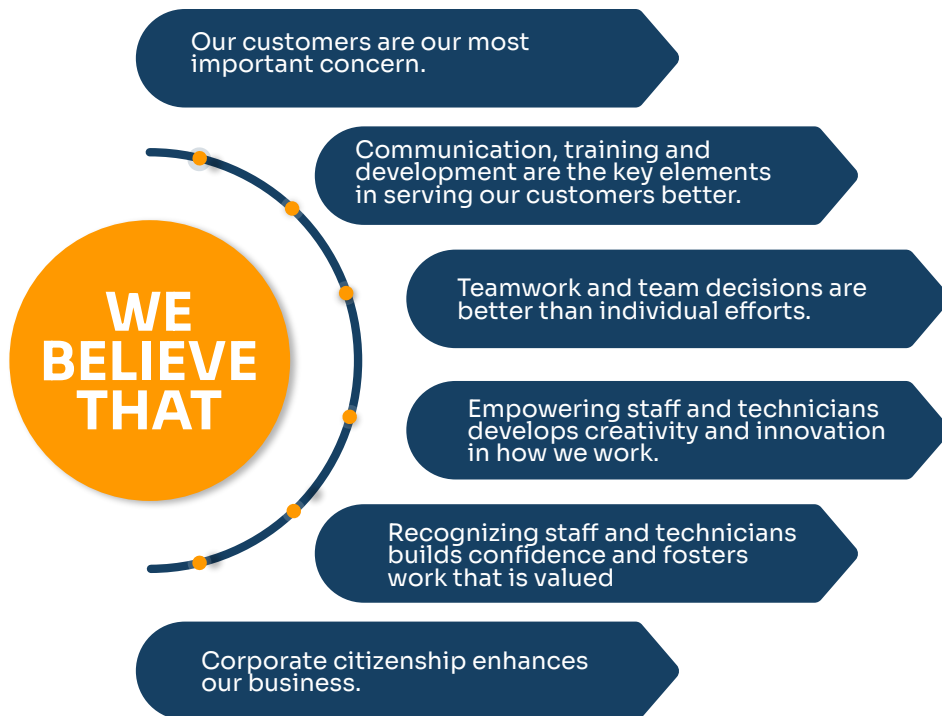 Our customers are our most
important concern.
Communication, training and
development are the key elements
in serving our customers better.
WE
BELIEVE
THAT
Teamwork and team decisions are
better than individual efforts.
Empowering staff and technicians
develops creativity and innovation
in how we work.
Recognizing staff and technicians
builds confidence and fosters
work that is valued
Corporate citizenship enhances
our business.